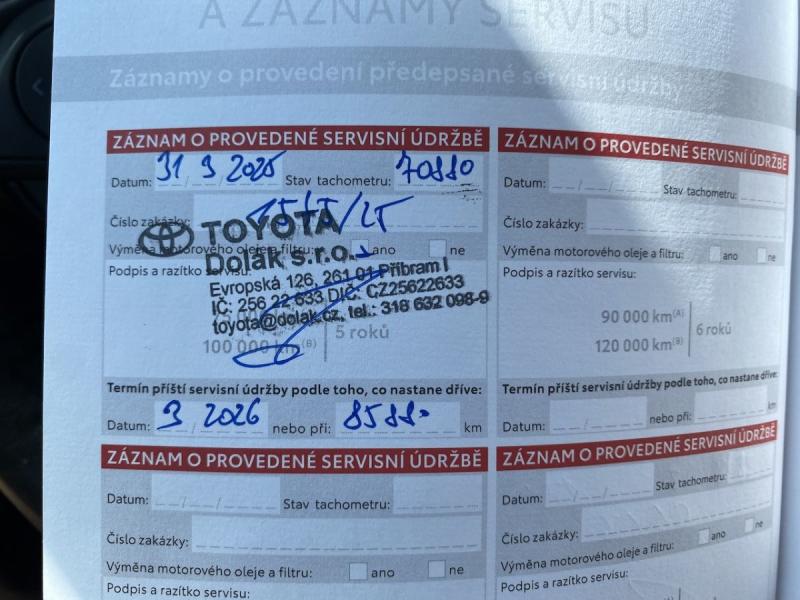 A ZÁZNAMY SERVISU
Záznamy o provedení předepsané servisní údržby
ZÁZNAM O PROVEDENÉ SERVISNÍ ÚDRŽBĚ
Datum: 31 3 2025 Stav tachometru: 70880
Číslo zakázky:
TOYOTA
Dolák s.r.o.
Výměna motorového oleje a filtru: ano ne
Podpis a razítko servisu:
Evropská 126, 261 01 Příbram I
IČ: 256 22 633 DIČ: CZ25622633
toyota@dolak.cz, tel.: 318 632 098-9
5 roků
100 000 km(B)
Termín příští servisní údržby podle toho, co nastane dříve:
Datum: 3 2026 nebo při: 85880 km
ZÁZNAM O PROVEDENÉ SERVISNÍ ÚDRŽBĚ
Datum: Stav tachometru:
Číslo zakázky:
Výměna motorového oleje a filtru: ano ne
Podpis a razítko servisu:
90 000 km(A)
6 roků
120 000 km(B)
Termín příští servisní údržby podle toho, co nastane dříve:
Datum: nebo při: km
ZÁZNAM O PROVEDENÉ SERVISNÍ ÚDRŽBĚ
Datum: Stav tachometru:
Číslo zakázky:
Výměna motorového oleje a filtru: ano ne
Podpis a razítko servisu:
ZÁZNAM O PROVEDENÉ SERVISNÍ ÚDRŽBĚ
Datum: Stav tachometru:
Číslo zakázky:
Výměna motorového oleje a filtru: ano ne
Podpis a razítko servisu: